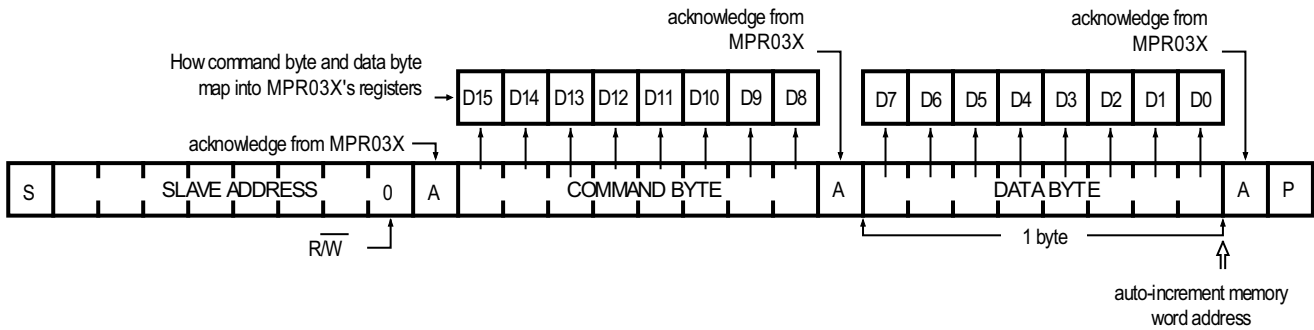 acknowledge from
MPR03X
acknowledge from
MPR03X
How command byte and data byte
map into MPR03X's registers
D15 D14 D13 D12 D11 D10 D9 D8 D7 D6 D5 D4 D3 D2 D1 D0
acknowledge from MPR03X
S SLAVE ADDRESS 0 A COMMAND BYTE A DATA BYTE A P
R/W̅
1 byte
auto-increment memory
word address